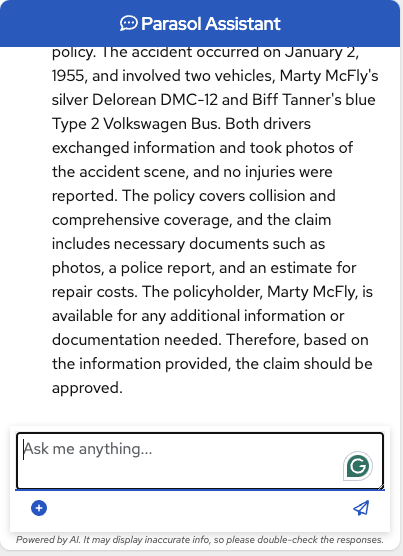 Parasol Assistant
policy. The accident occurred on January 2,
1955, and involved two vehicles, Marty McFly's
silver Delorean DMC-12 and Biff Tanner's blue
Type 2 Volkswagen Bus. Both drivers
exchanged information and took photos of
the accident scene, and no injuries were
reported. The policy covers collision and
comprehensive coverage, and the claim
includes necessary documents such as
photos, a police report, and an estimate for
repair costs. The policyholder, Marty McFly, is
available for any additional information or
documentation needed. Therefore, based on
the information provided, the claim should be
approved.
Ask me anything...
Powered by AI. It may display inaccurate info, so please double-check the responses.